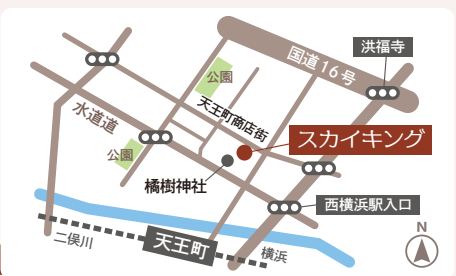 国道16号
洪福寺
公園
天王町商店街
水道道
スカイキング
公園
橘樹神社
西横浜駅入口
二俣川
天王町
横浜
N